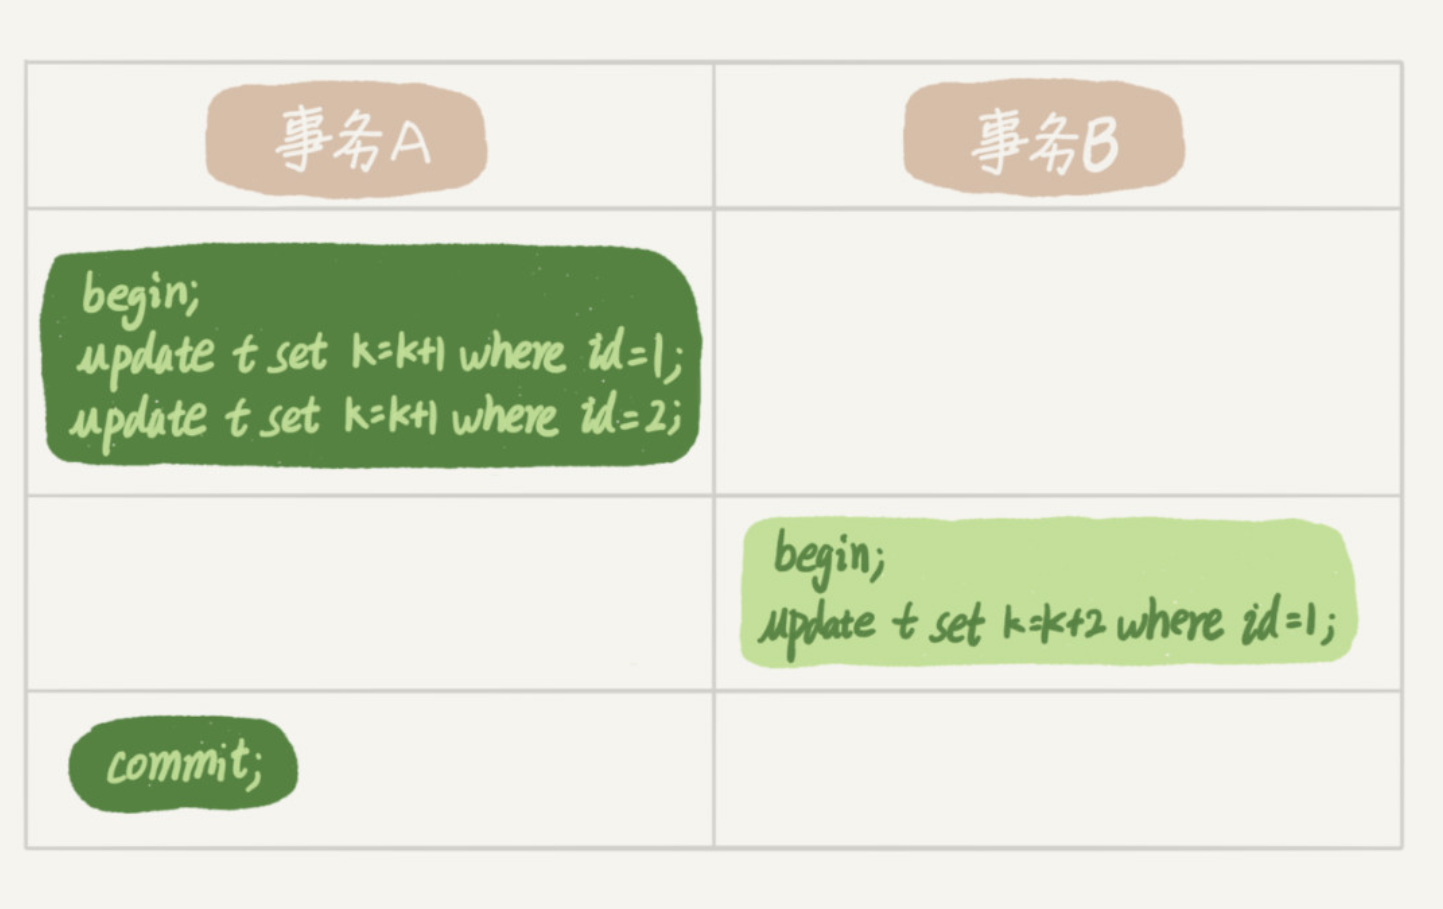 事务A
事务B
begin;
update t set k=k+1 where id=1;
update t set k=k+1 where id=2;
begin;
update t set k=k+2 where id=1;
commit;